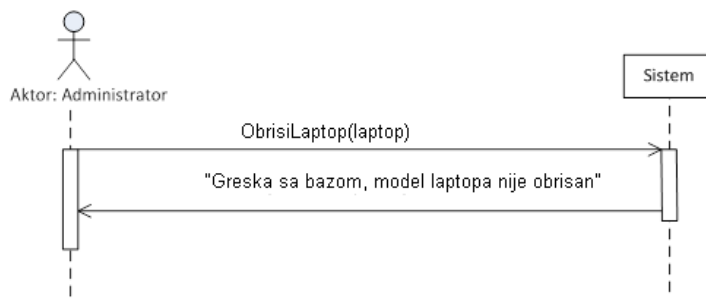 Sistem
Aktor: Administrator
ObrisiLaptop(laptop)
"Greska sa bazom, model laptopa nije obrisan"